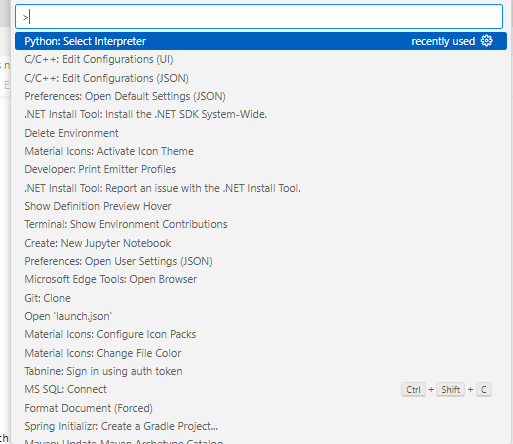 >
Python: Select Interpreter recently used
C/C++: Edit Configurations (UI)
C/C++: Edit Configurations (JSON)
Preferences: Open Default Settings (JSON)
.NET Install Tool: Install the .NET SDK System-Wide.
Delete Environment
Material Icons: Activate Icon Theme
Developer: Print Emitter Profiles
.NET Install Tool: Report an issue with the .NET Install Tool.
Show Definition Preview Hover
Terminal: Show Environment Contributions
Create: New Jupyter Notebook
Preferences: Open User Settings (JSON)
Microsoft Edge Tools: Open Browser
Git: Clone
Open 'launch.json'
Material Icons: Configure Icon Packs
Material Icons: Change File Color
Tabnine: Sign in using auth token
MS SQL: Connect Ctrl + Shift + C
Format Document (Forced)
Spring Initializr: Create a Gradle Project...
Maven: Update Maven Archetype Catalog